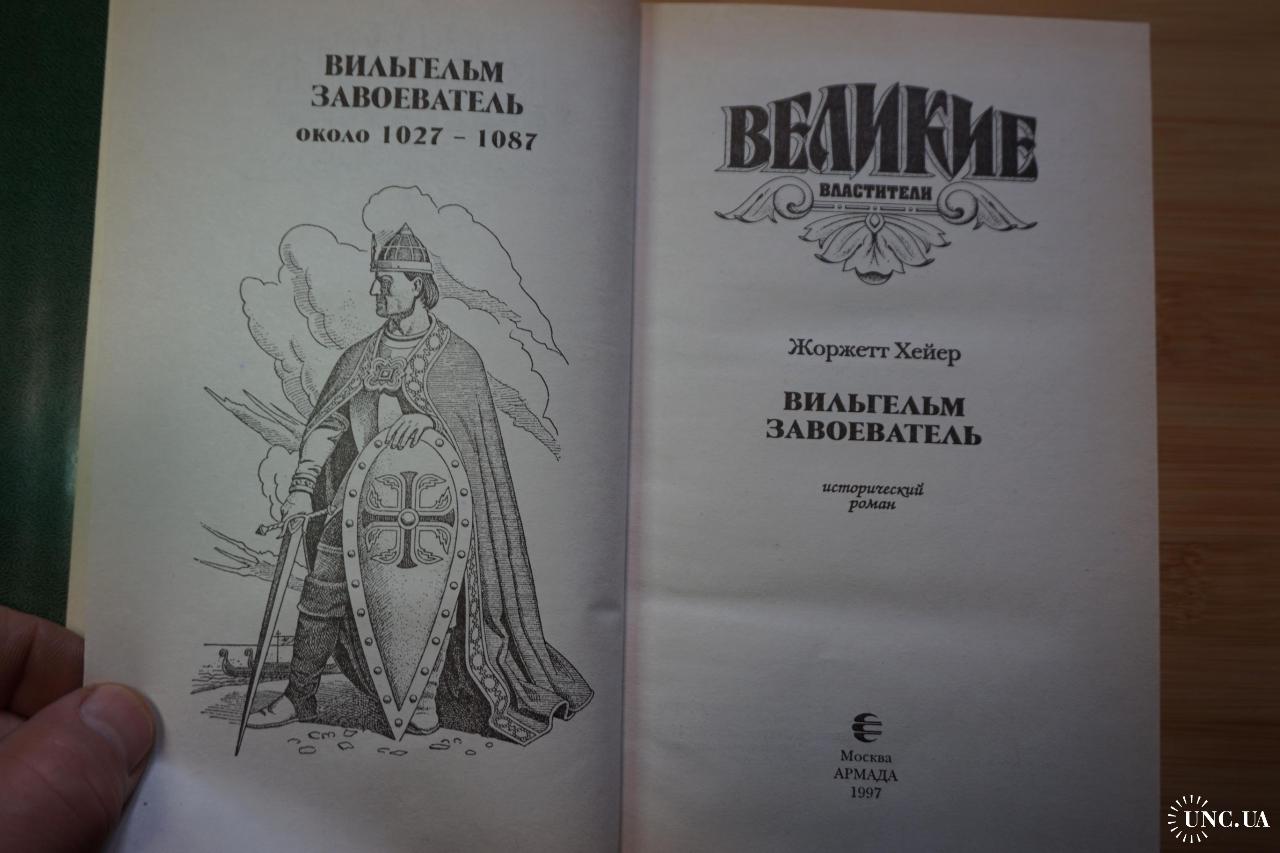 ВИЛЬГЕЛЬМ
ЗАВОЕВАТЕЛЬ
около 1027 – 1087
ВЕЛИКИЕ
ВЛАСТИТЕЛИ
Жоржетт Хейер
ВИЛЬГЕЛЬМ
ЗАВОЕВАТЕЛЬ
исторический
роман
Москва
АРМАДА
1997
UNC.UA